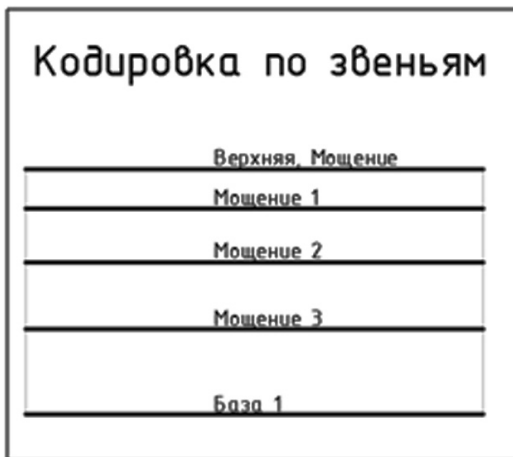 Кодировка по звеньям
Верхняя, Мощение
Мощение 1
Мощение 2
Мощение 3
База 1